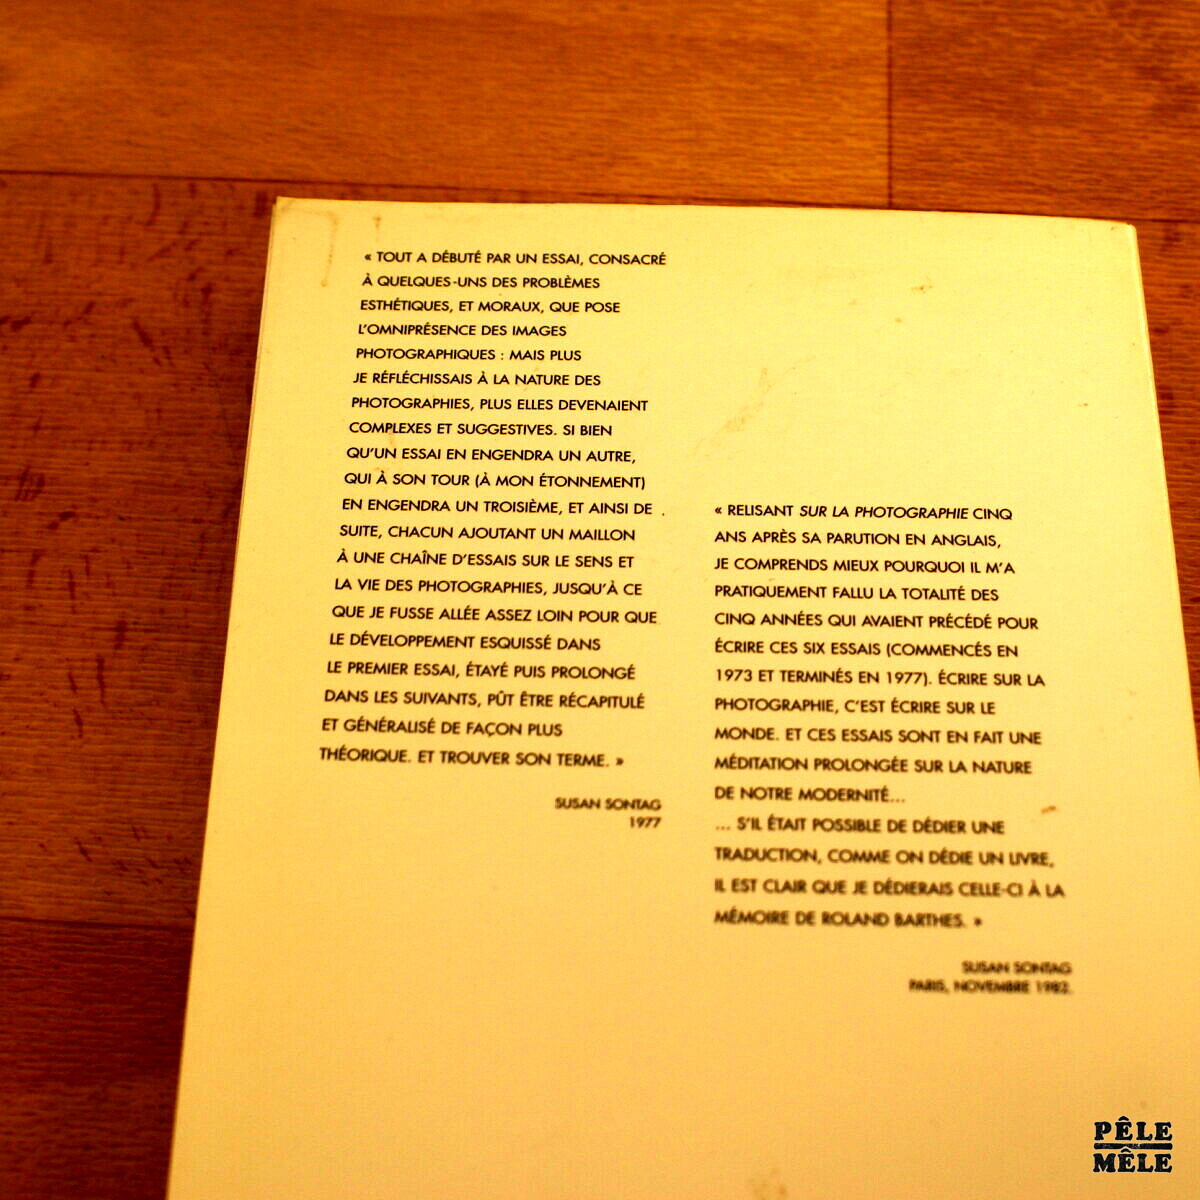 « TOUT A DÉBUTÉ PAR UN ESSAI, CONSACRÉ
À QUELQUES-UNS DES PROBLÈMES
ESTHÉTIQUES, ET MORAUX, QUE POSE
L'OMNIPRÉSENCE DES IMAGES
PHOTOGRAPHIQUES : MAIS PLUS
JE RÉFLÉCHISSAIS À LA NATURE DES
PHOTOGRAPHIES, PLUS ELLES DEVENAIENT
COMPLEXES ET SUGGESTIVES. SI BIEN
QU'UN ESSAI EN ENGENDRA UN AUTRE,
QUI À SON TOUR (À MON ÉTONNEMENT)
EN ENGENDRA UN TROISIÈME, ET AINSI DE
SUITE, CHACUN AJOUTANT UN MAILLON
À UNE CHAÎNE D'ESSAIS SUR LE SENS ET
LA VIE DES PHOTOGRAPHIES, JUSQU'À CE
QUE JE FUSSE ALLÉE ASSEZ LOIN POUR QUE
LE DÉVELOPPEMENT ESQUISSÉ DANS
LE PREMIER ESSAI, ÉTAYÉ PUIS PROLONGÉ
DANS LES SUIVANTS, PÛT ÊTRE RÉCAPITULÉ
ET GÉNÉRALISÉ DE FAÇON PLUS
THÉORIQUE. ET TROUVER SON TERME. »
SUSAN SONTAG
1977
« RELISANT SUR LA PHOTOGRAPHIE CINQ
ANS APRÈS SA PARUTION EN ANGLAIS,
JE COMPRENDS MIEUX POURQUOI IL M'A
PRATIQUEMENT FALLU LA TOTALITÉ DES
CINQ ANNÉES QUI AVAIENT PRÉCÉDÉ POUR
ÉCRIRE CES SIX ESSAIS (COMMENCÉS EN
1973 ET TERMINÉS EN 1977). ÉCRIRE SUR LA
PHOTOGRAPHIE, C'EST ÉCRIRE SUR LE
MONDE. ET CES ESSAIS SONT EN FAIT UNE
MÉDITATION PROLONGÉE SUR LA NATURE
DE NOTRE MODERNITÉ...
... S'IL ÉTAIT POSSIBLE DE DÉDIER UNE
TRADUCTION, COMME ON DÉDIE UN LIVRE,
IL EST CLAIR QUE JE DÉDIERAIS CELLE-CI À LA
MÉMOIRE DE ROLAND BARTHES. »
SUSAN SONTAG
PARIS, NOVEMBRE 1982.
PÊLE
MÊLE